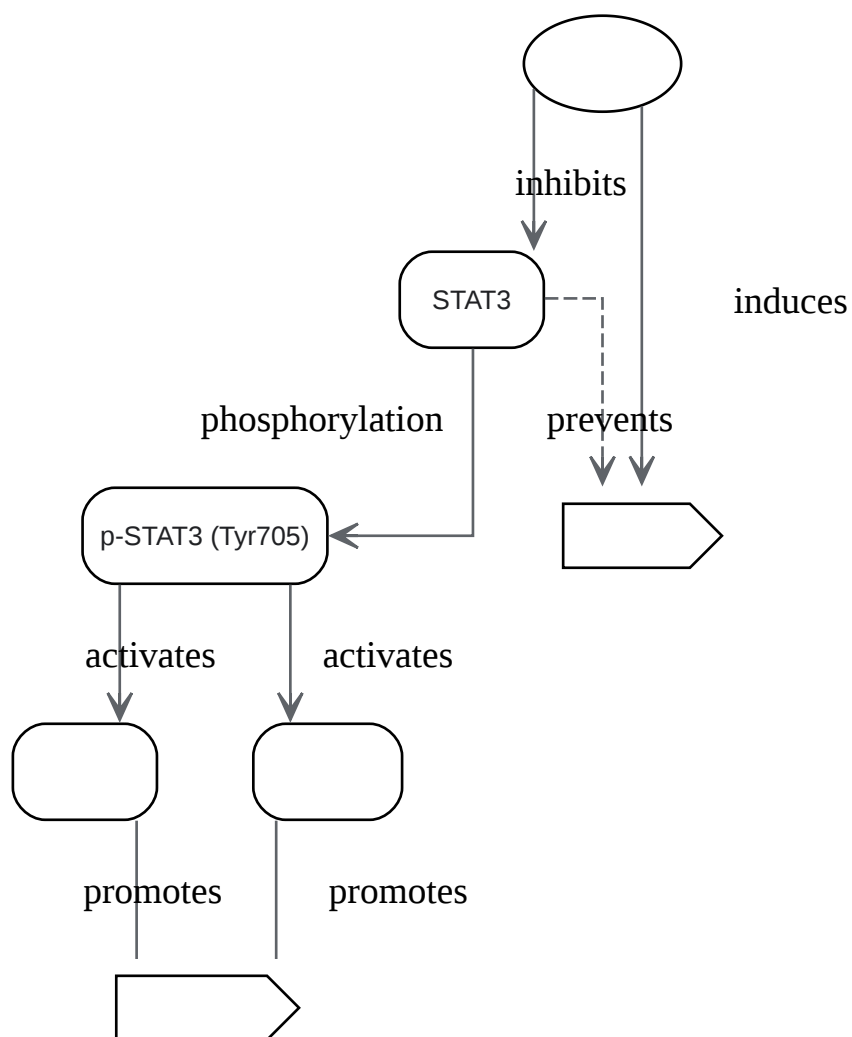 inhibits
STAT3
induces
phosphorylation
prevents
p-STAT3 (Tyr705)
activates
activates
promotes
promotes